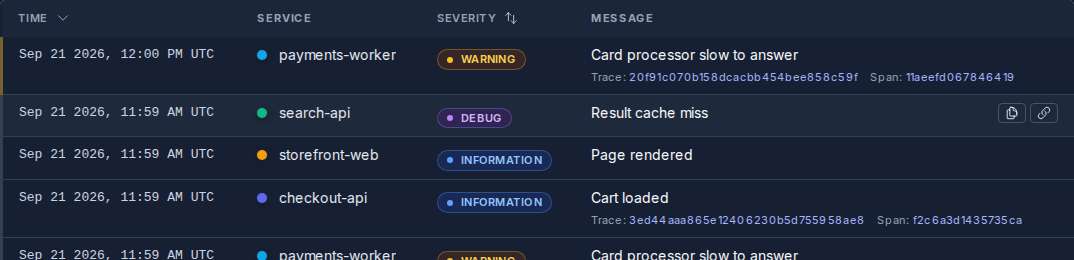 TIME SERVICE SEVERITY MESSAGE
Sep 21 2026, 12:00 PM UTC payments-worker WARNING Card processor slow to answer
Trace: 20f91c070b158dcacbb454bee858c59f Span: 11aeefd067846419
Sep 21 2026, 11:59 AM UTC search-api DEBUG Result cache miss
Sep 21 2026, 11:59 AM UTC storefront-web INFORMATION Page rendered
Sep 21 2026, 11:59 AM UTC checkout-api INFORMATION Cart loaded
Trace: 3ed44aaa865e12406230b5d755958ae8 Span: f2c6a3d1435735ca
Sep 21 2026, 11:59 AM UTC payments-worker WARNING Card processor slow to answer